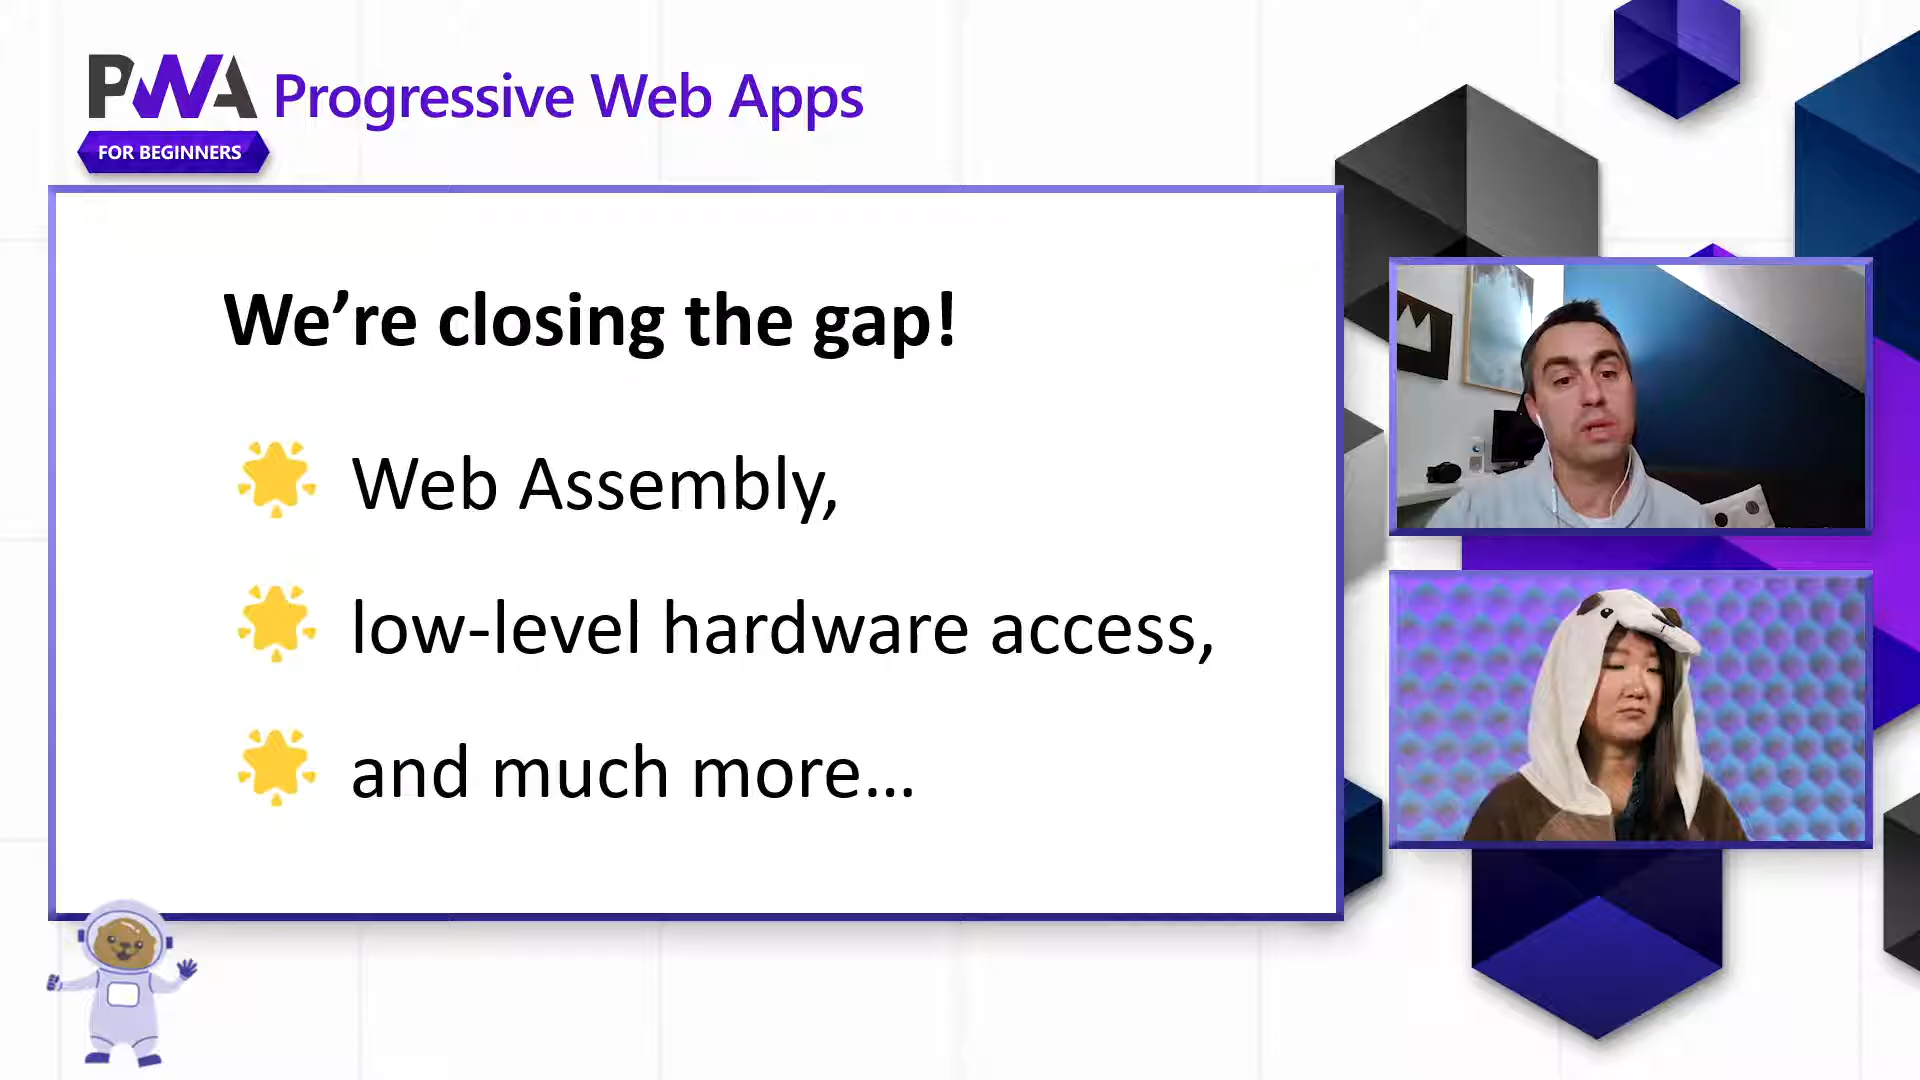 PWA Progressive Web Apps
FOR BEGINNERS
We’re closing the gap!
Web Assembly,
low-level hardware access,
and much more...